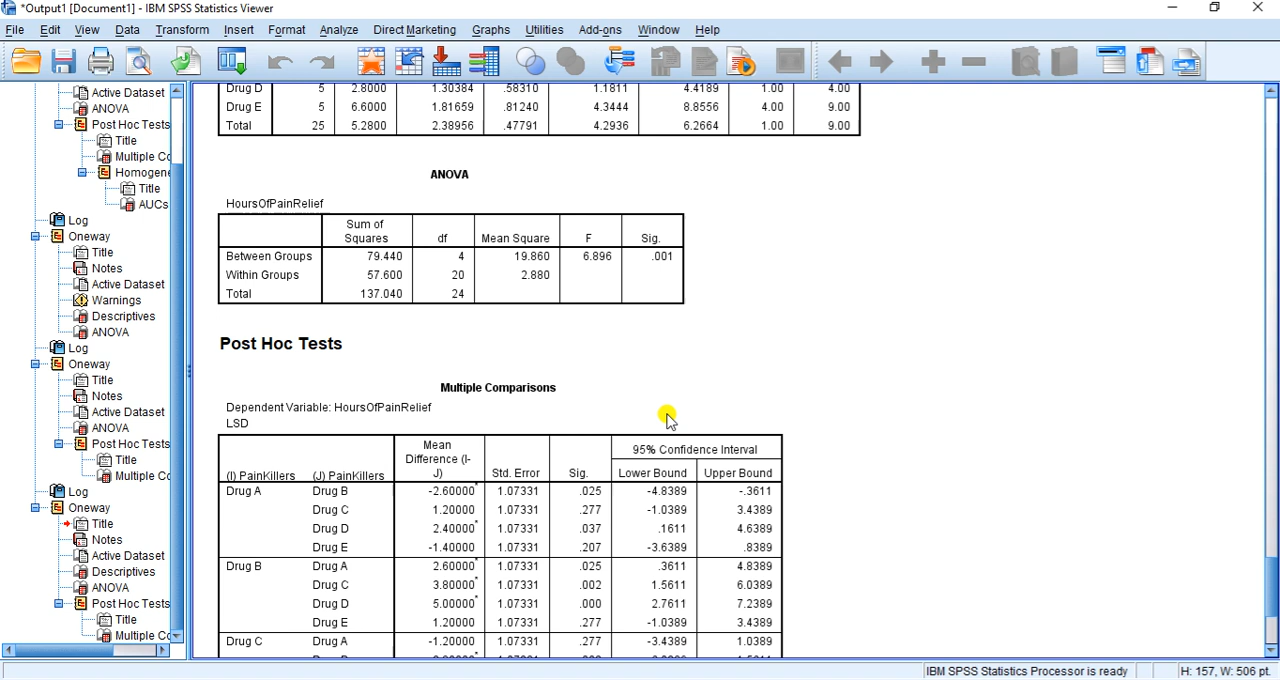 *Output1 [Document1] - IBM SPSS Statistics Viewer
File Edit View Data Transform Insert Format Analyze Direct Marketing Graphs Utilities Add-ons Window Help
Active Dataset
ANOVA
Post Hoc Tests
Title
Multiple Co
Homogene
Title
AUCs
Log
Oneway
Title
Notes
Active Dataset
Warnings
Descriptives
ANOVA
Log
Oneway
Title
Notes
Active Dataset
ANOVA
Post Hoc Tests
Title
Multiple Co
Log
Oneway
Title
Notes
Active Dataset
Descriptives
ANOVA
Post Hoc Tests
Title
Multiple Co
Drug D 5 2.8000 1.30384 .58310 1.1811 4.4189 1.00 4.00
Drug E 5 6.6000 1.81659 .81240 4.3444 8.8556 4.00 9.00
Total 25 5.2800 2.38956 .47791 4.2936 6.2664 1.00 9.00
ANOVA
HoursOfPainRelief
Sum of
Squares df Mean Square F Sig.
Between Groups 79.440 4 19.860 6.896 .001
Within Groups 57.600 20 2.880
Total 137.040 24
Post Hoc Tests
Multiple Comparisons
Dependent Variable: HoursOfPainRelief
LSD
Mean
Difference (I-
J)
95% Confidence Interval
(I) PainKillers (J) PainKillers Std. Error Sig. Lower Bound Upper Bound
Drug A Drug B -2.60000* 1.07331 .025 -4.8389 -.3611
Drug C 1.20000 1.07331 .277 -1.0389 3.4389
Drug D 2.40000* 1.07331 .037 .1611 4.6389
Drug E -1.40000 1.07331 .207 -3.6389 .8389
Drug B Drug A 2.60000* 1.07331 .025 .3611 4.8389
Drug C 3.80000* 1.07331 .002 1.5611 6.0389
Drug D 5.00000* 1.07331 .000 2.7611 7.2389
Drug E 1.20000 1.07331 .277 -1.0389 3.4389
Drug C Drug A -1.20000 1.07331 .277 -3.4389 1.0389
IBM SPSS Statistics Processor is ready
H: 157, W: 506 pt.